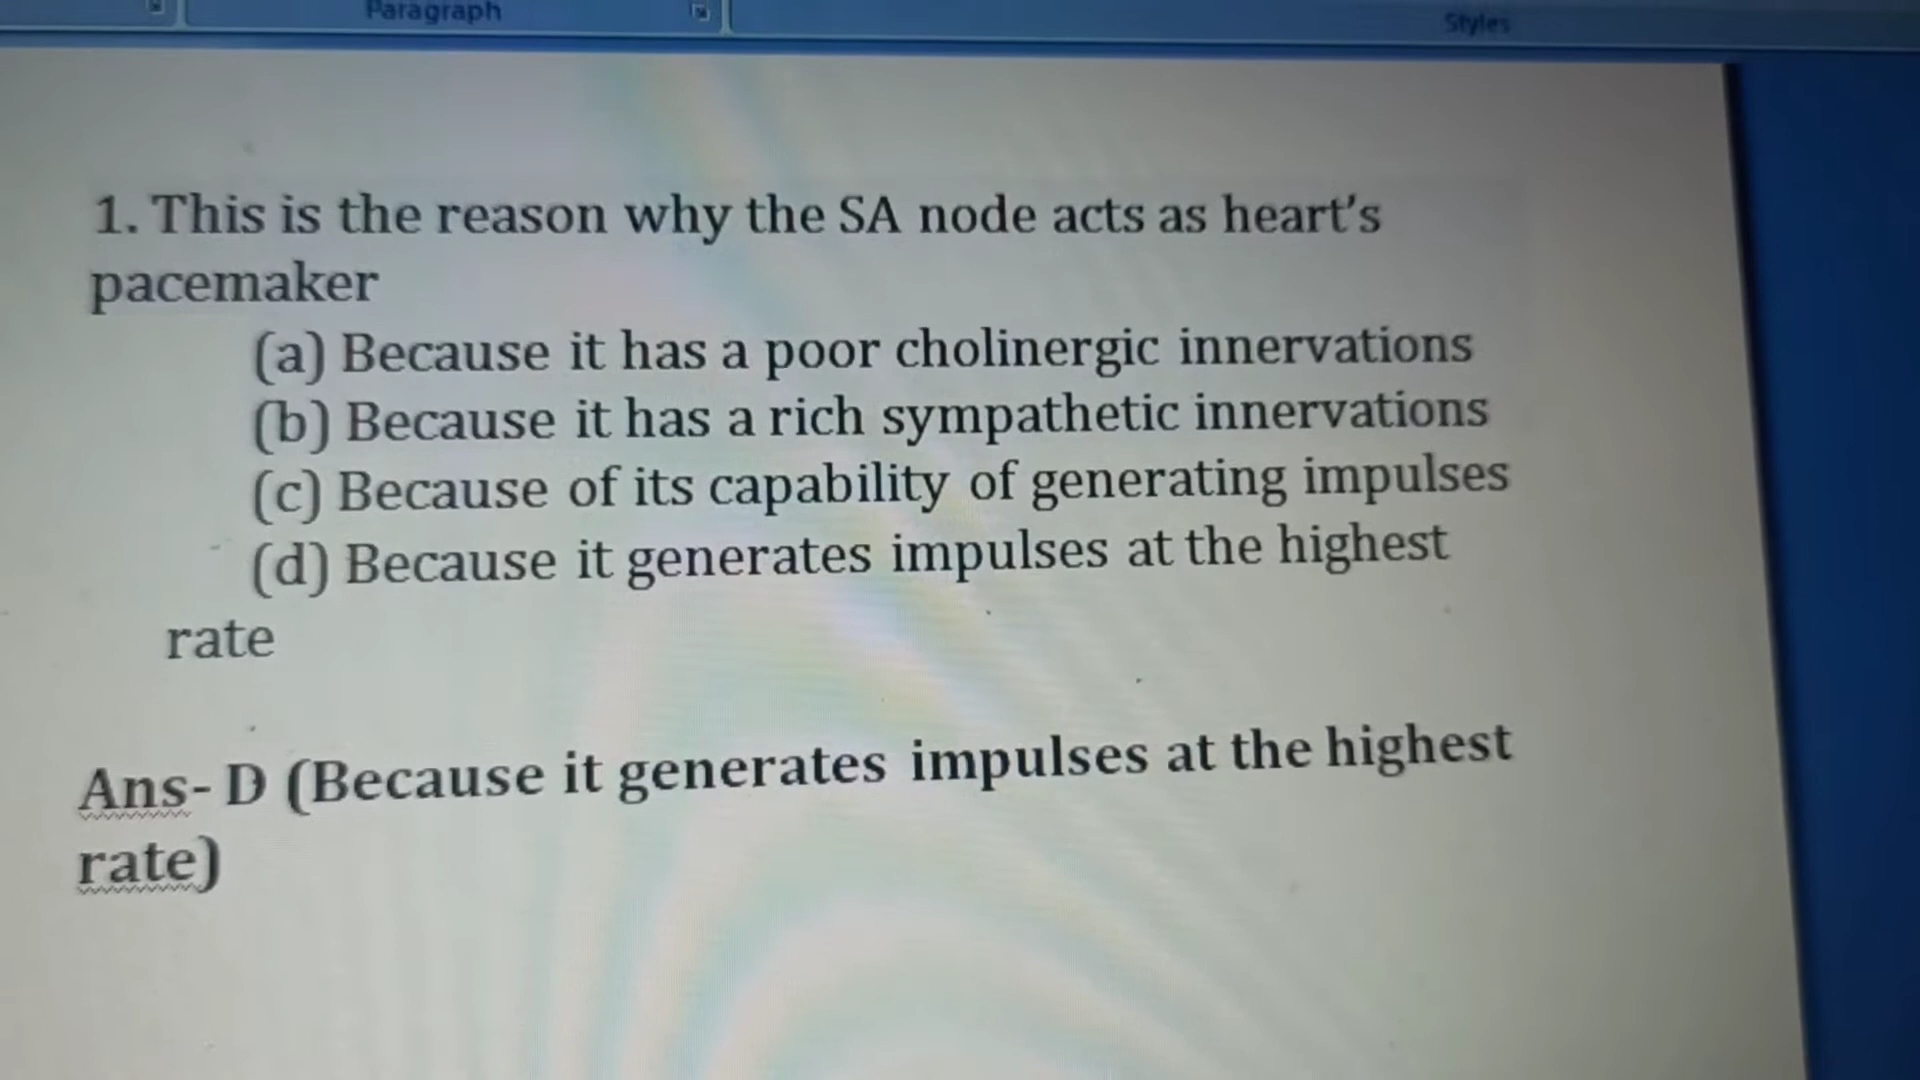 Paragraph
Styles
1. This is the reason why the SA node acts as heart's
pacemaker
(a) Because it has a poor cholinergic innervations
(b) Because it has a rich sympathetic innervations
(c) Because of its capability of generating impulses
(d) Because it generates impulses at the highest
rate
Ans- D (Because it generates impulses at the highest
rate)